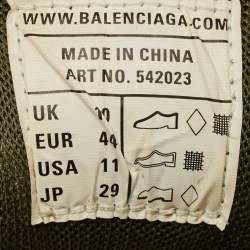 WWW.BALENCIAGA.COM
MADE IN CHINA
ART NO. 542023
UK
EUR 44
USA 11
JP 29